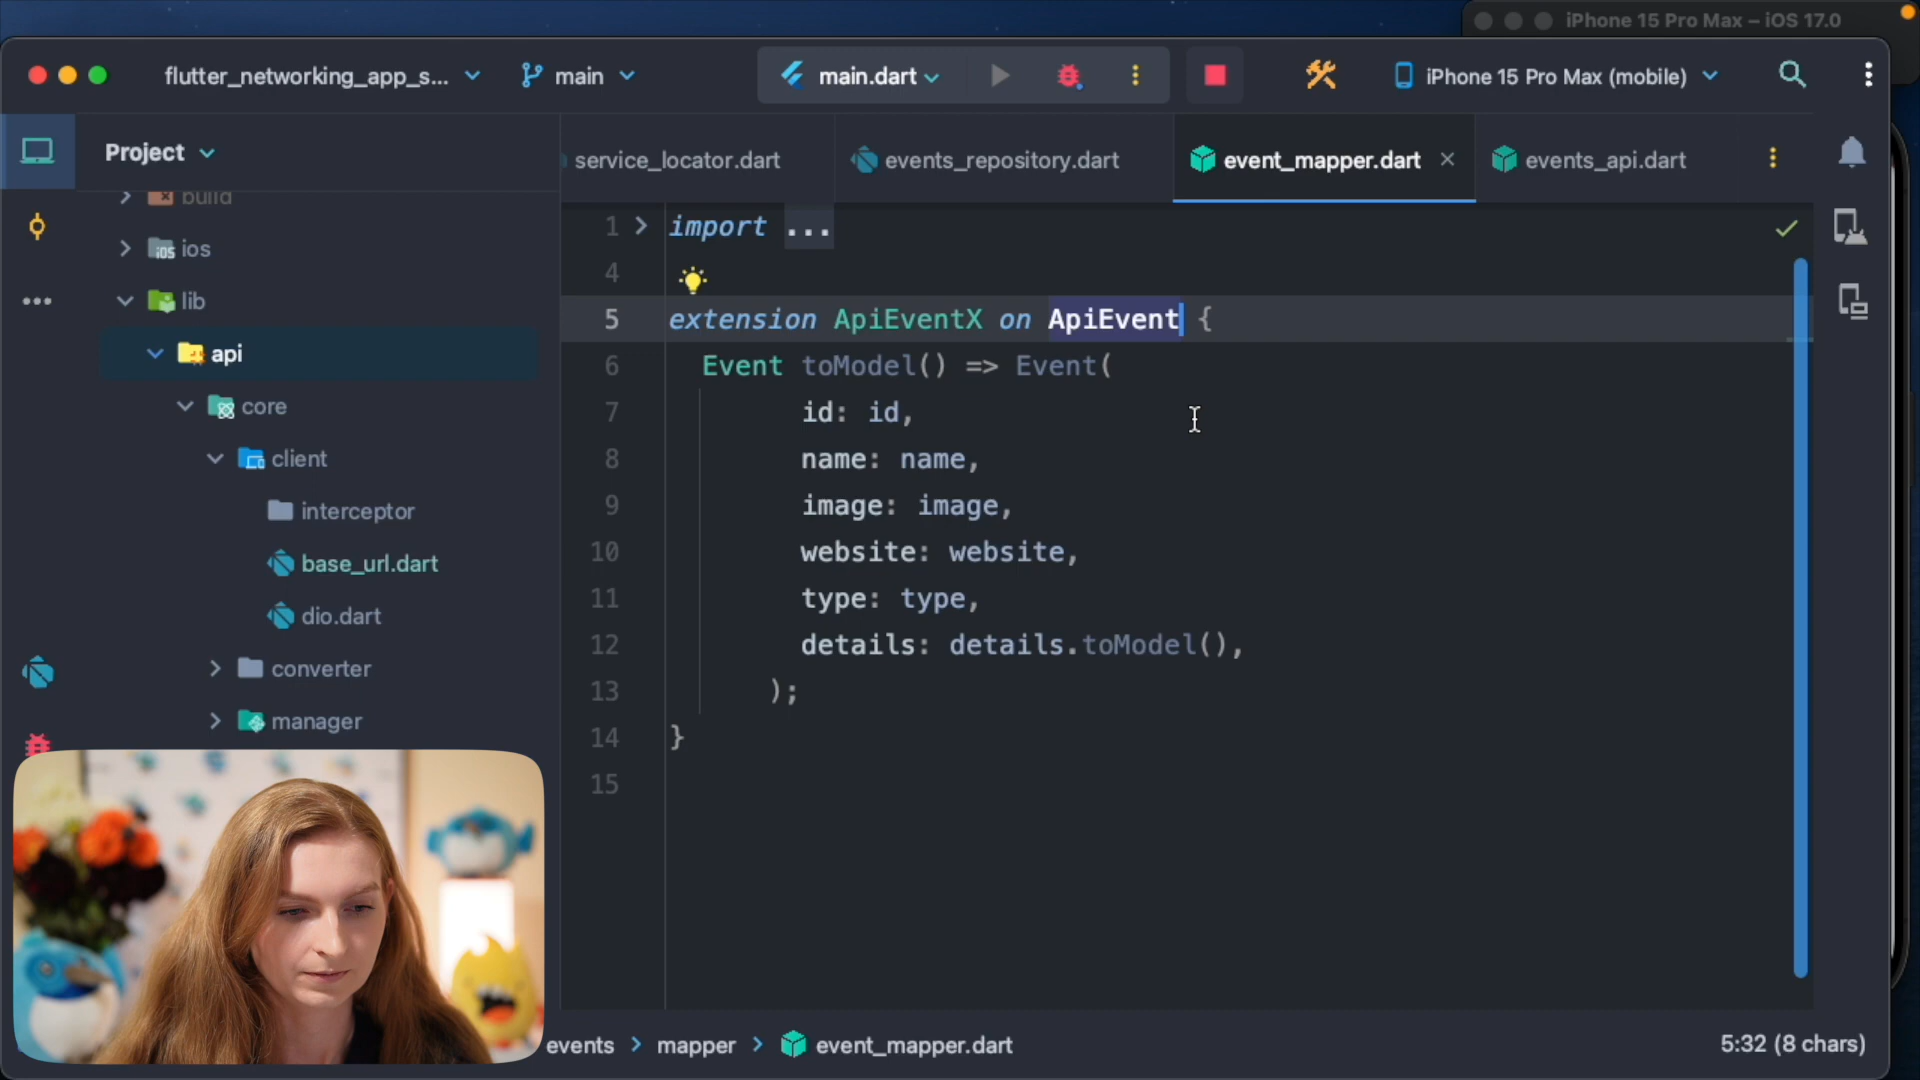 iPhone 15 Pro Max – iOS 17.0
flutter_networking_app_s...
main
main.dart
iPhone 15 Pro Max (mobile)
Project
service_locator.dart
events_repository.dart
event_mapper.dart
events_api.dart
build
ios
lib
api
core
client
interceptor
base_url.dart
dio.dart
converter
manager
1 import ...
4
5 extension ApiEventX on ApiEvent {
6 Event toModel() => Event(
7 id: id,
8 name: name,
9 image: image,
10 website: website,
11 type: type,
12 details: details.toModel(),
13 );
14 }
15
events > mapper > event_mapper.dart
5:32 (8 chars)